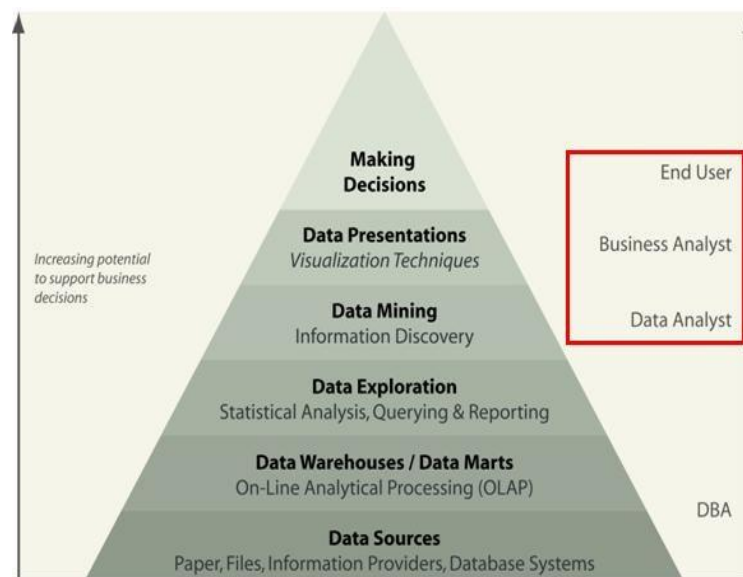 Making
Decisions
End User
Data Presentations
Visualization Techniques
Business Analyst
Increasing potential
to support business
decisions
Data Mining
Information Discovery
Data Analyst
Data Exploration
Statistical Analysis, Querying & Reporting
Data Warehouses / Data Marts
On-Line Analytical Processing (OLAP)
DBA
Data Sources
Paper, Files, Information Providers, Database Systems